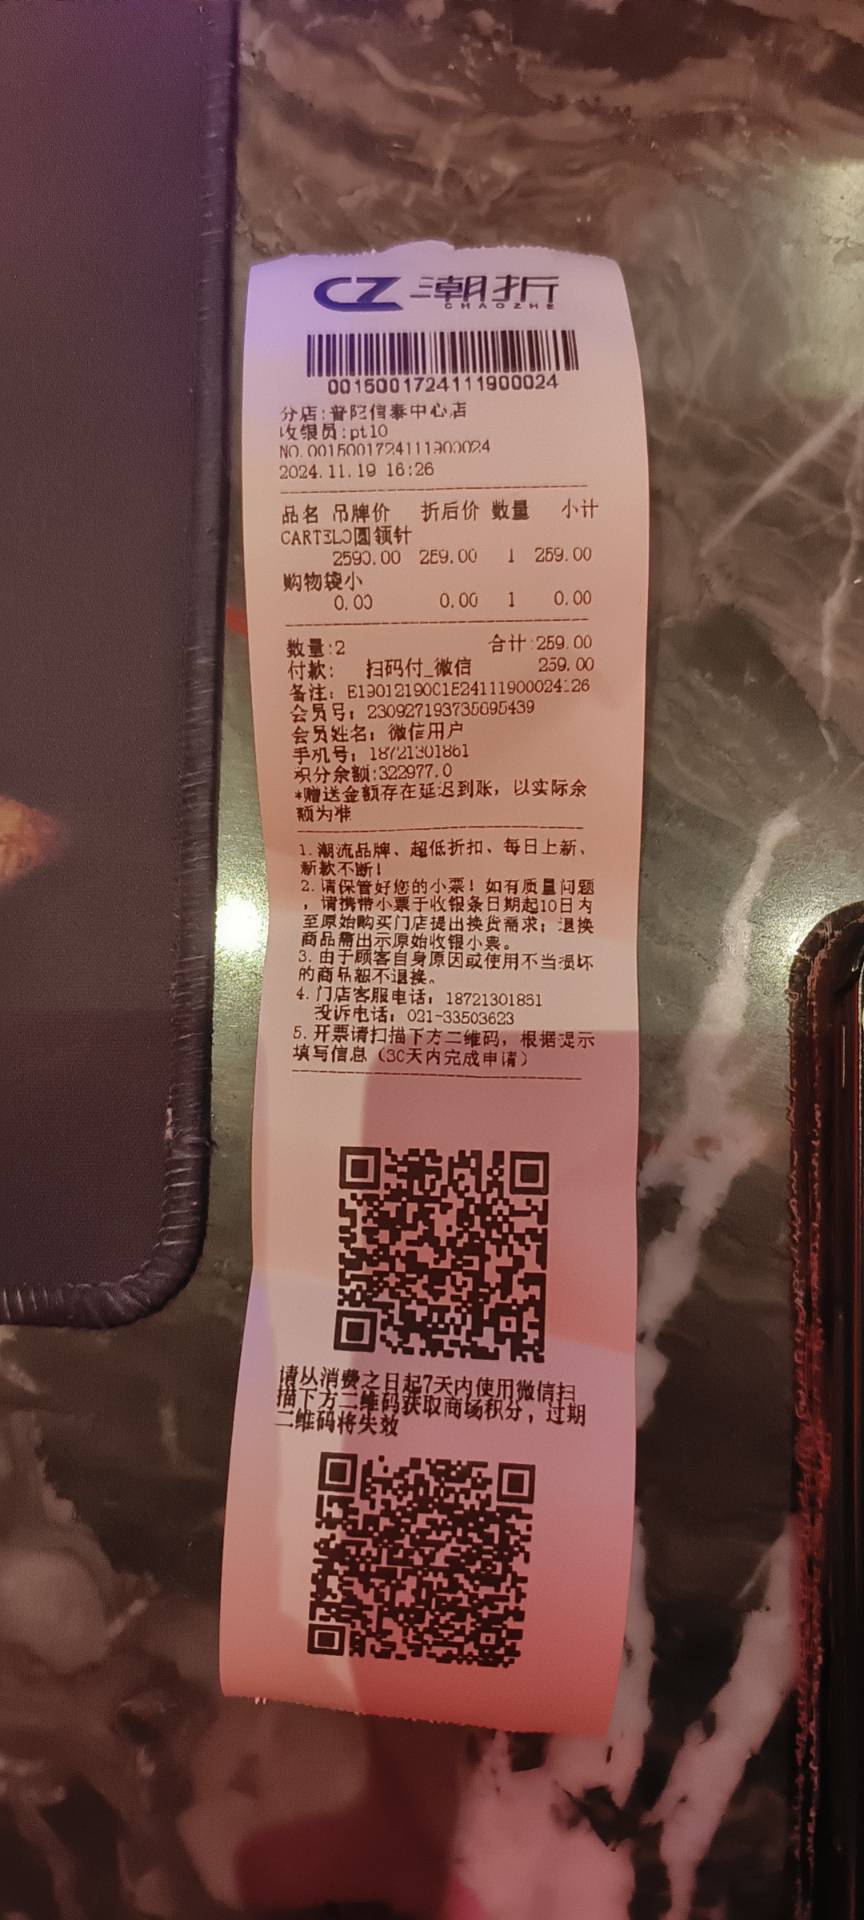 CZ 潮折
CHAOZHE
0015001724111900024
分店:普陀信泰中心店
收银员:pt10
NO.0015001724111900024
2024.11.19 16:26
品名 吊牌价 折后价 数量 小计
CARTELO圆领针
2590.00 259.00 1 259.00
购物袋小
0.00 0.00 1 0.00
数量:2 合计:259.00
付款: 扫码付_微信 259.00
备注:
会员号:
会员姓名: 微信用户
手机号: 18721301861
积分余额:322977.0
*赠送金额存在延迟到账, 以实际余
额为准
1.潮流品牌、超低折扣、每日上新、
新款不断!
2.请保管好您的小票! 如有质量问题
, 请携带小票于收银条日期起10日内
至原始购买门店提出换货需求; 退换
商品需出示原始收银小票。
3.由于顾客自身原因或使用不当损坏
的商品都不退换。
4.门店客服电话: 18721301861
投诉电话: 021-33503623
5.开票请扫描下方二维码, 根据提示
填写信息 (30天内完成申请)
请从消费之日起7天内使用微信扫
描下方二维码获取商场积分, 过期
二维码将失效